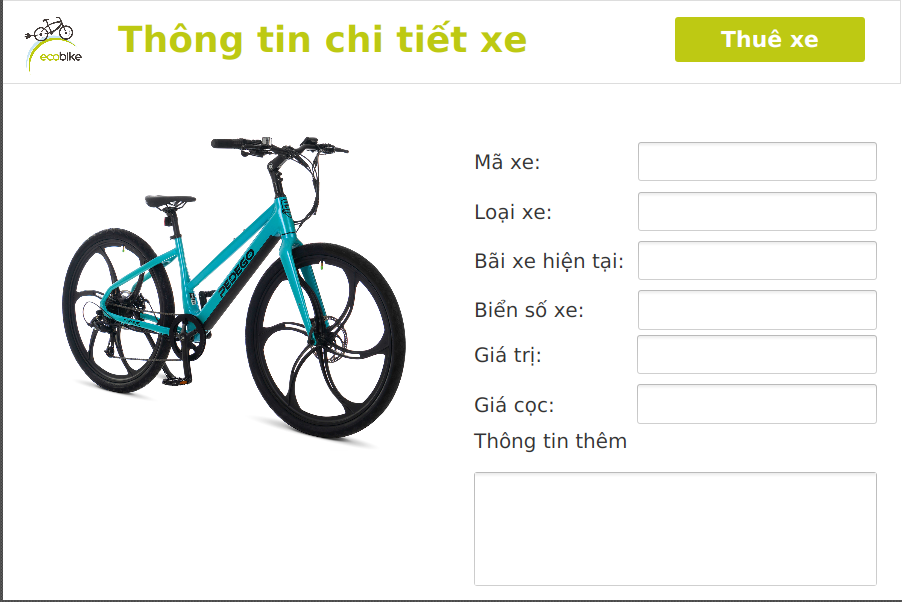 ecobike
Thông tin chi tiết xe
Thuê xe
PEDEGO
Mã xe:
Loại xe:
Bãi xe hiện tại:
Biển số xe:
Giá trị:
Giá cọc:
Thông tin thêm